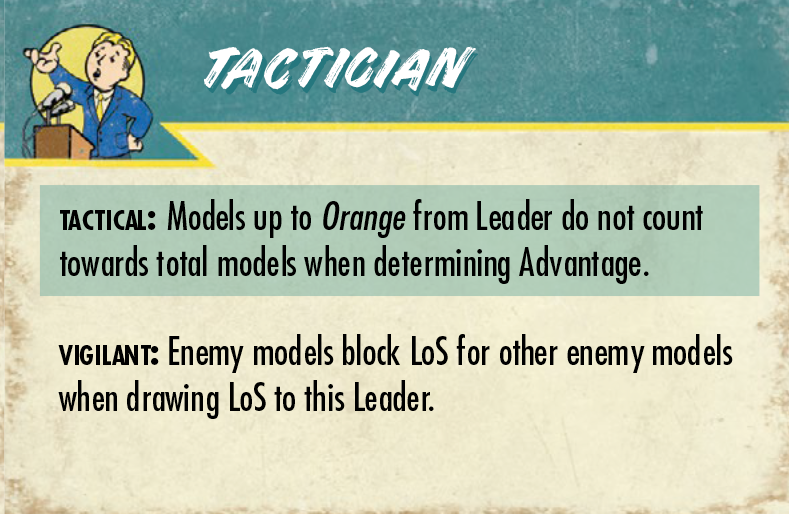 TACTICIAN
TACTICAL: Models up to Orange from Leader do not count
towards total models when determining Advantage.
VIGILANT: Enemy models block LoS for other enemy models
when drawing LoS to this Leader.